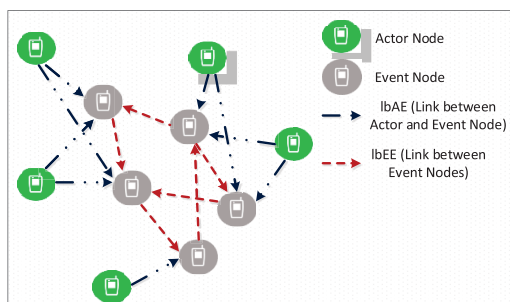 Actor Node
Event Node
lbAE (Link between
Actor and Event Node)
lbEE (Link between
Event Nodes)